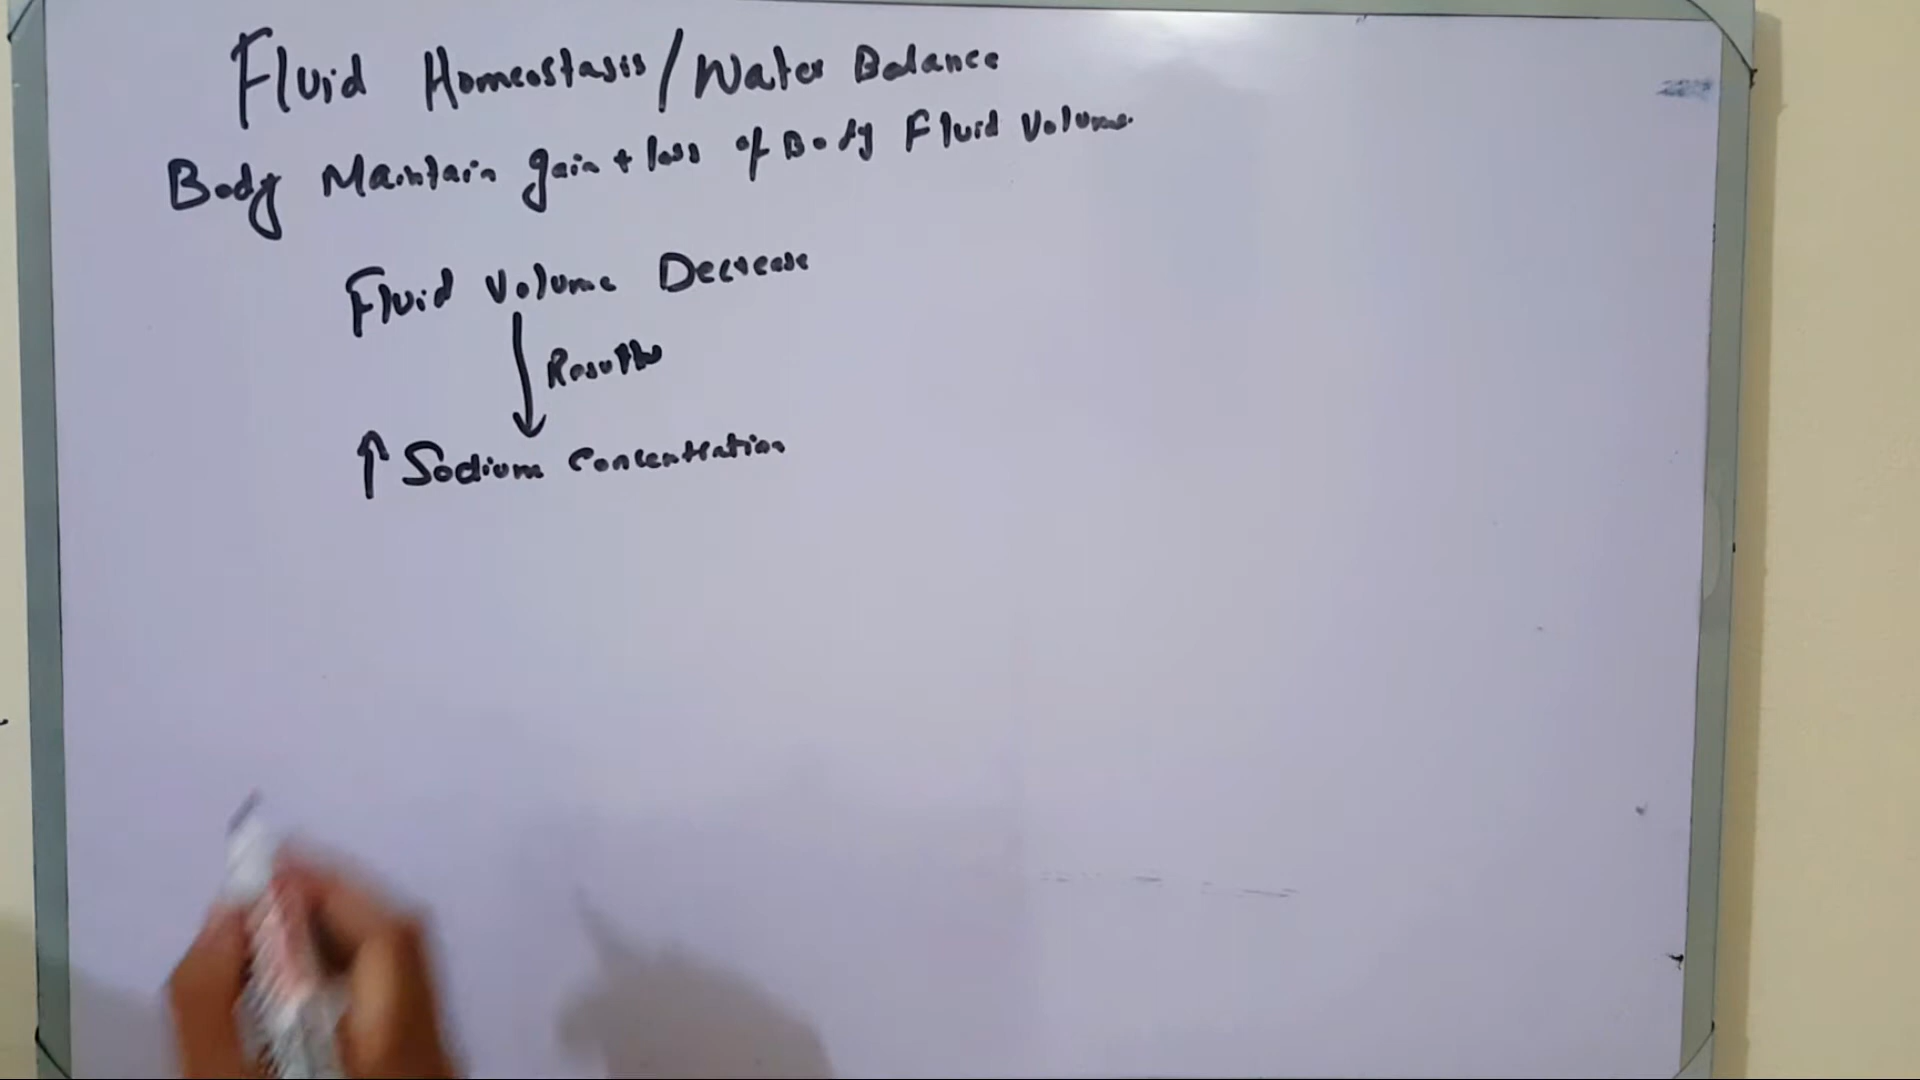 Fluid Homeostasis/Water Balance
Body Maintain gain + loss of Body Fluid Volume.
Fluid Volume Decrease
Results
↑ Sodium Concentration